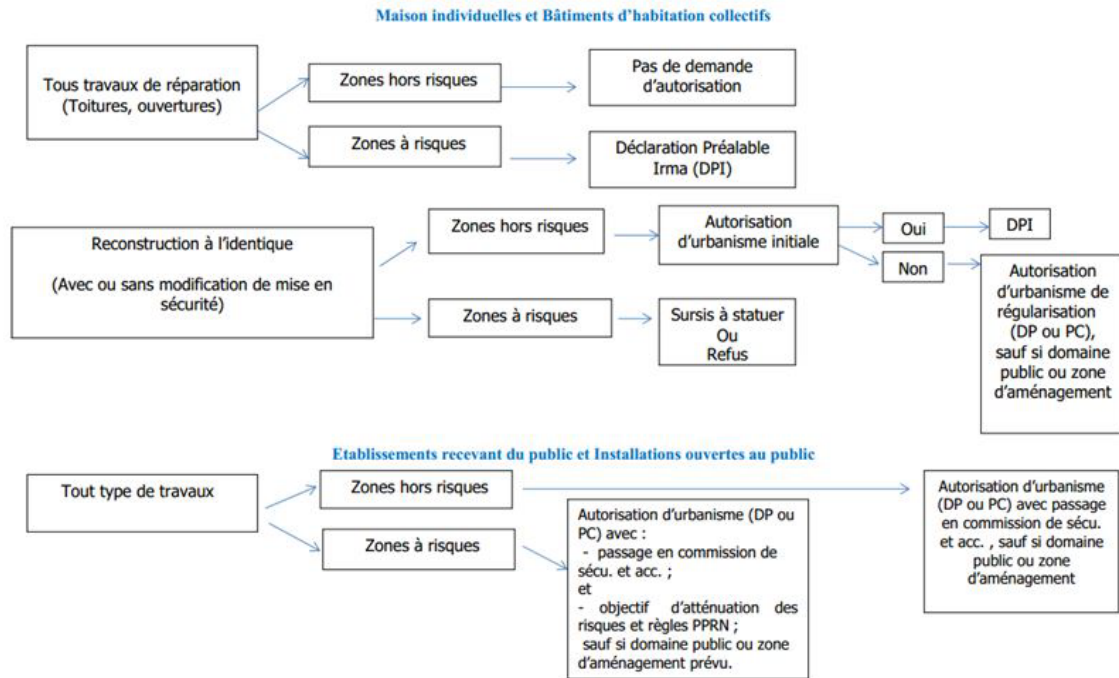 Maison individuelles et Bâtiments d'habitation collectifs
Tous travaux de réparation
(Toitures, ouvertures)
Zones hors risques
Pas de demande
d'autorisation
Zones à risques
Déclaration Préalable
Irma (DPI)
Reconstruction à l'identique
(Avec ou sans modification de mise en
sécurité)
Zones hors risques
Autorisation
d'urbanisme initiale
Oui
DPI
Non
Autorisation
d'urbanisme de
régularisation
(DP ou PC),
sauf si domaine
public ou zone
d'aménagement
Zones à risques
Sursis à statuer
Ou
Refus
Etablissements recevant du public et Installations ouvertes au public
Tout type de travaux
Zones hors risques
Autorisation d'urbanisme
(DP ou PC) avec passage
en commission de sécu.
et acc. , sauf si domaine
public ou zone
d'aménagement
Zones à risques
Autorisation d'urbanisme (DP ou
PC) avec :
- passage en commission de
sécu. et acc. ;
et
- objectif d'atténuation des
risques et règles PPRN ;
sauf si domaine public ou zone
d'aménagement prévu.